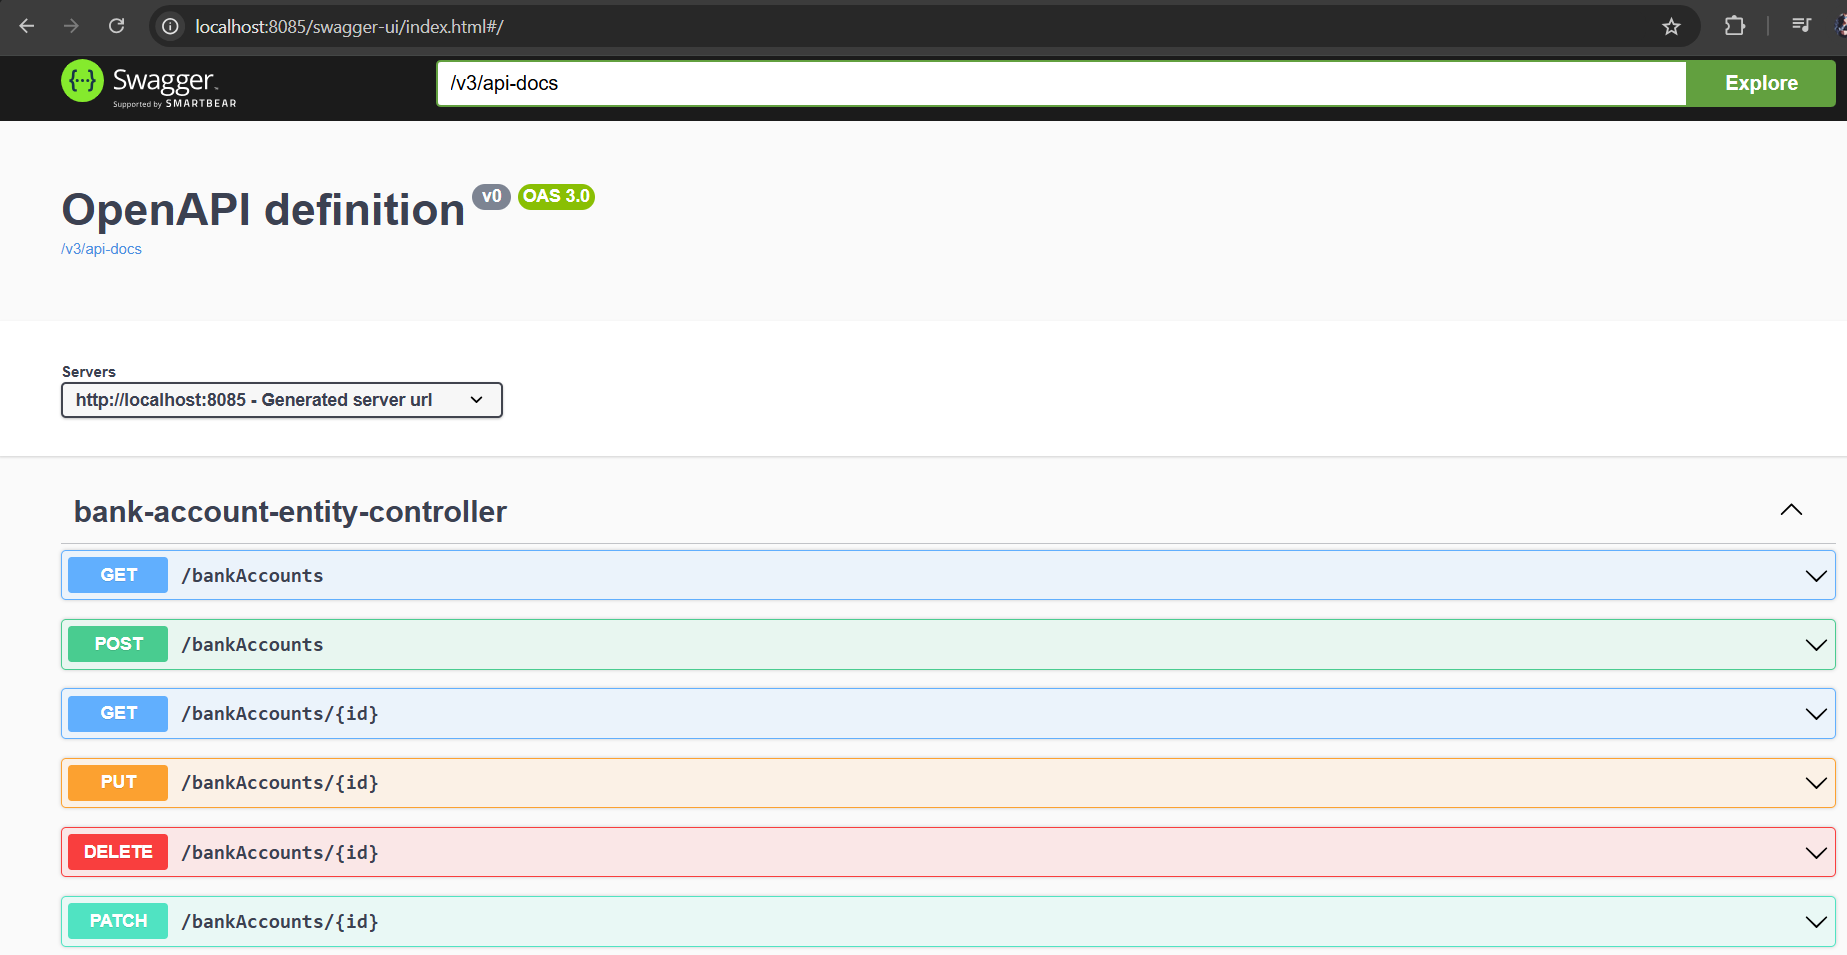 localhost:8085/swagger-ui/index.html#/
{···} Swagger™
Supported by SMARTBEAR
/v3/api-docs
Explore
OpenAPI definition v0 OAS 3.0
/v3/api-docs
Servers
http://localhost:8085 - Generated server url
bank-account-entity-controller
GET /bankAccounts
POST /bankAccounts
GET /bankAccounts/{id}
PUT /bankAccounts/{id}
DELETE /bankAccounts/{id}
PATCH /bankAccounts/{id}